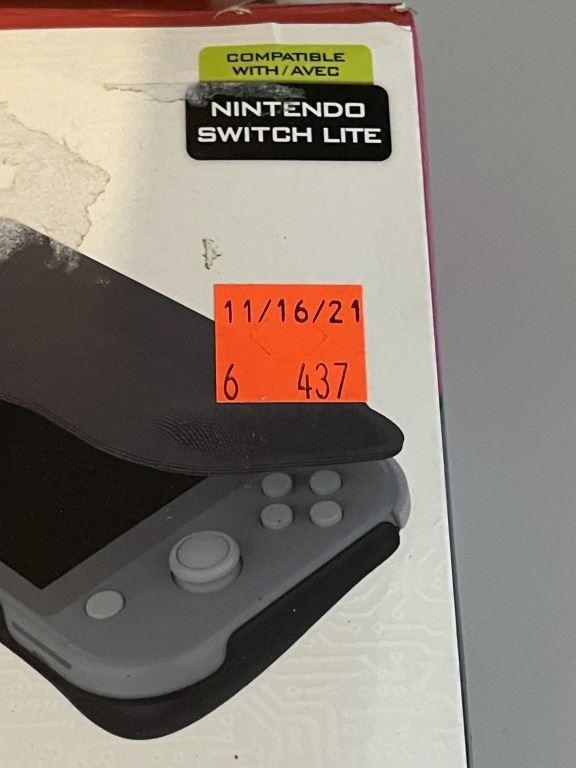 COMPATIBLE
WITH/AVEC
NINTENDO
SWITCH LITE
11/16/21
6 437